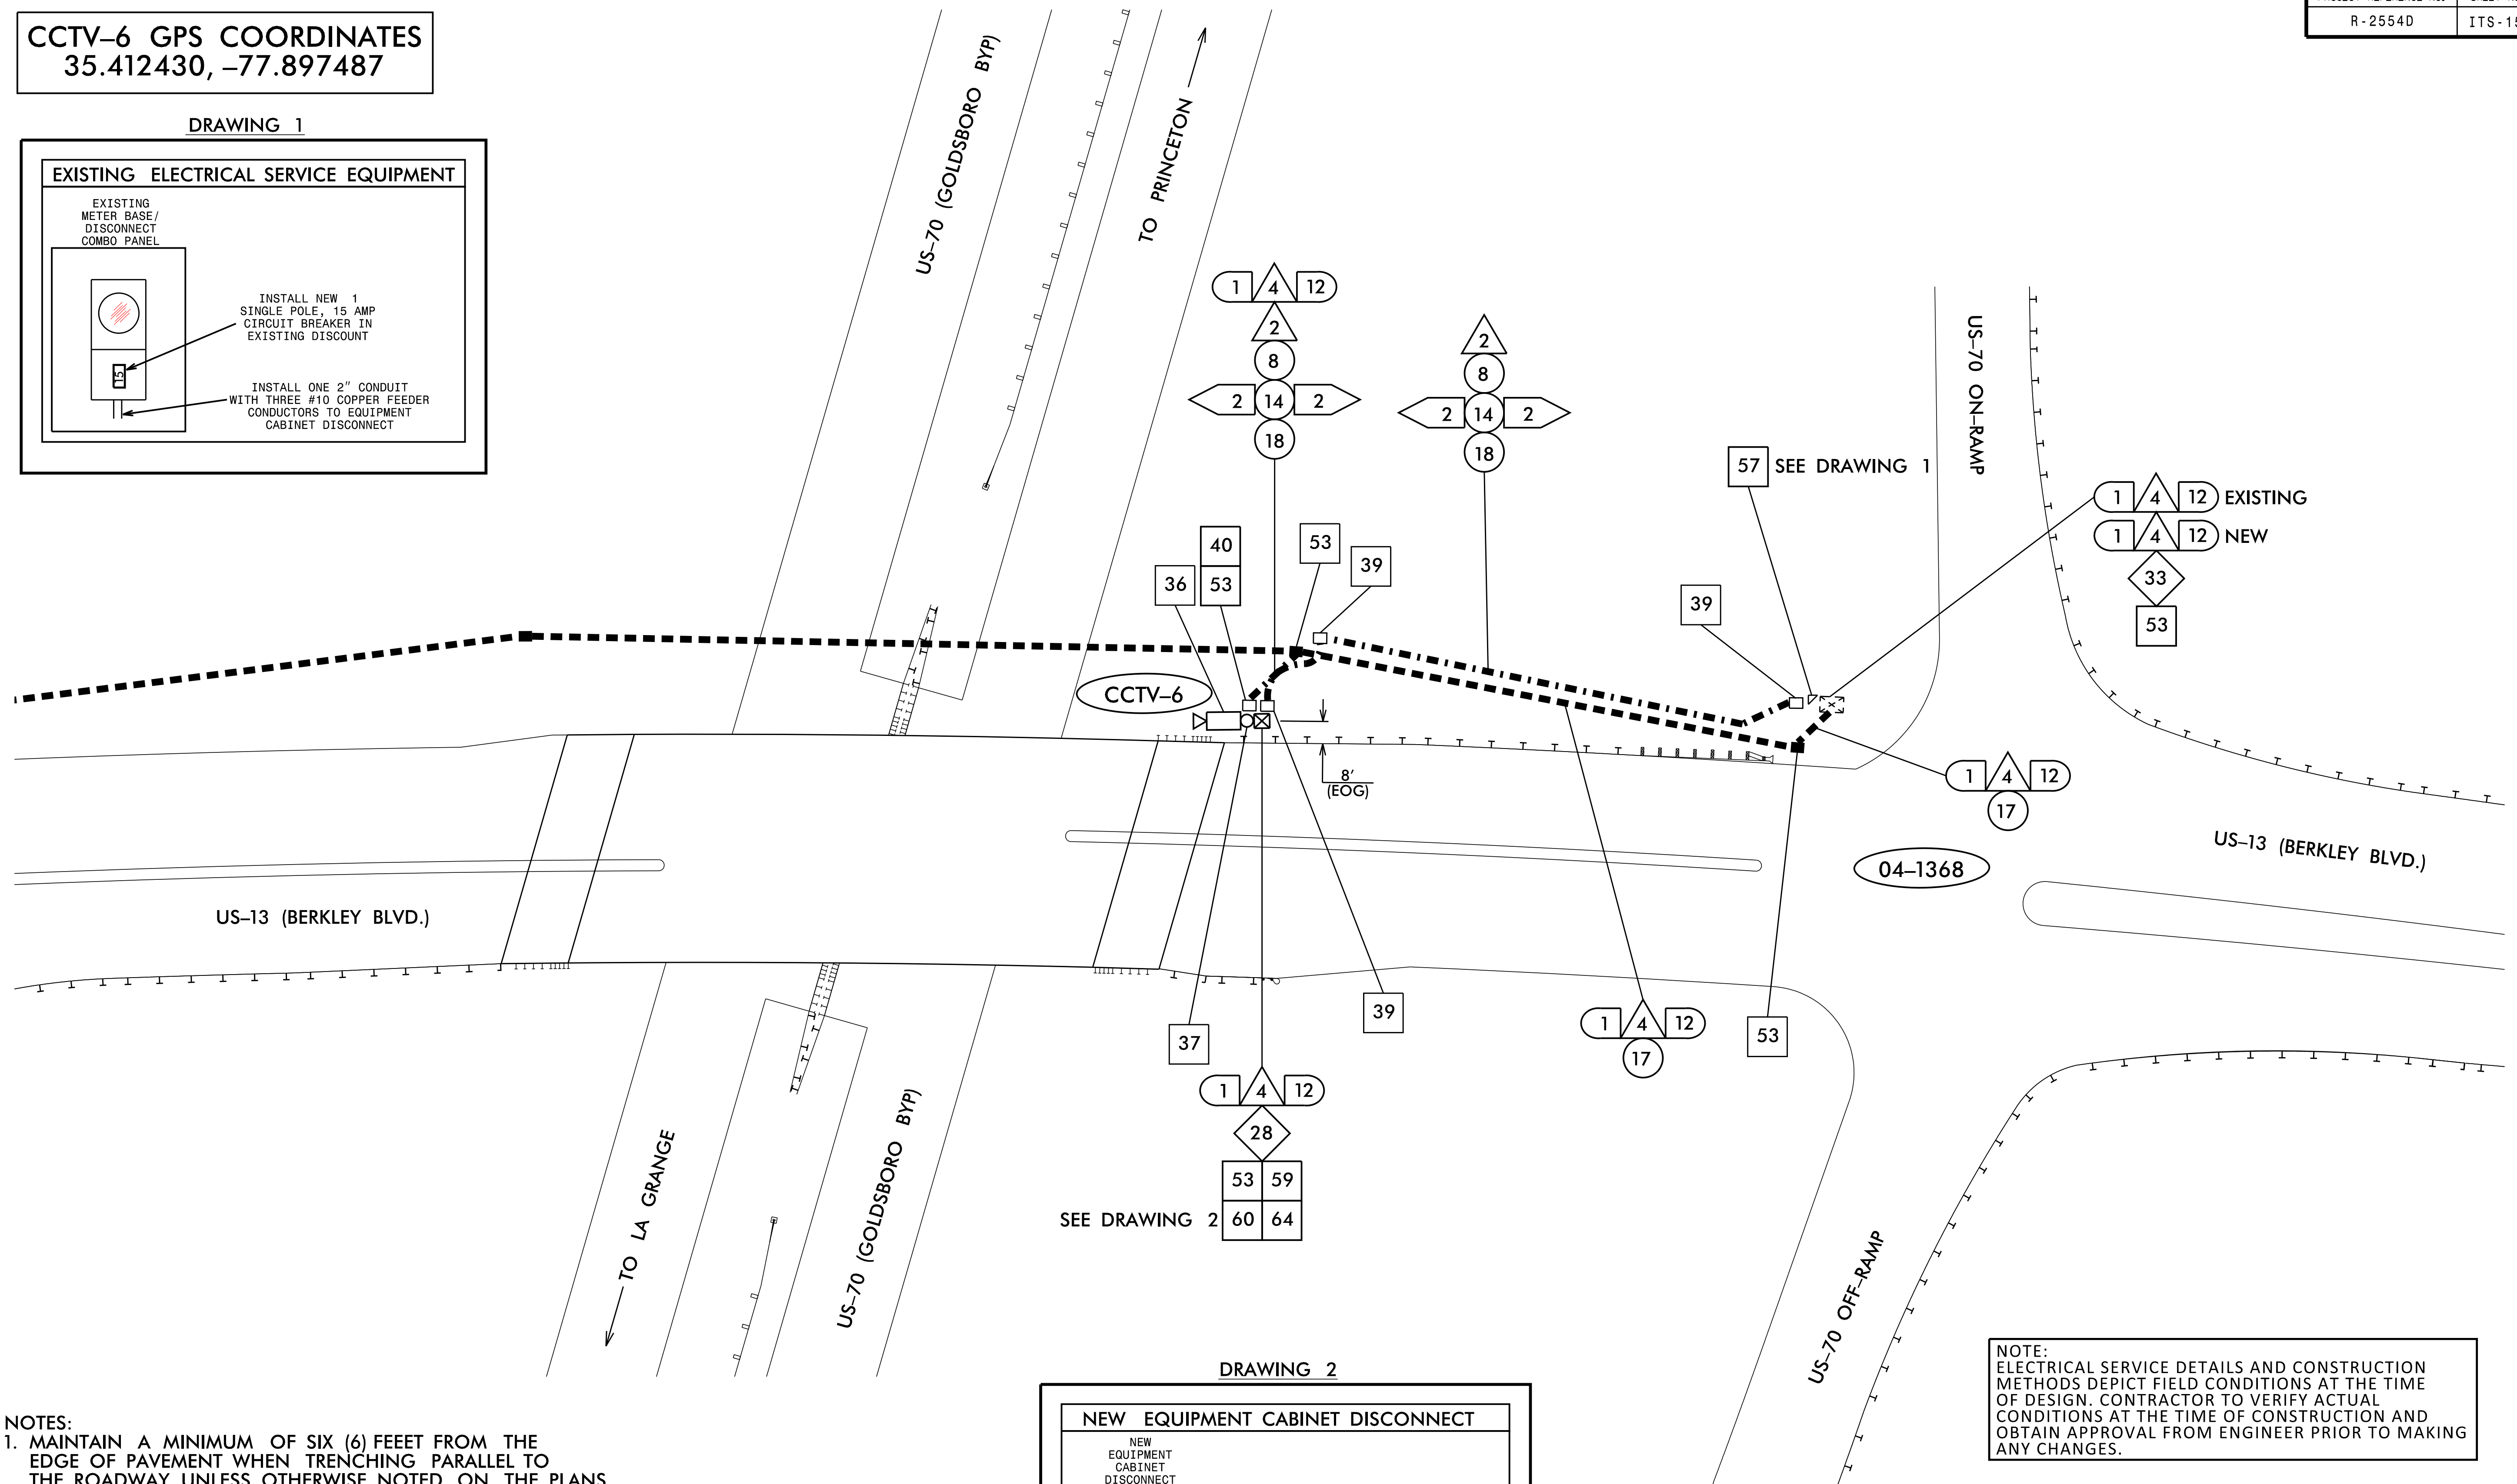 CCTV–6 GPS COORDINATES
35.412430, –77.897487
R-2554D
DRAWING 1
EXISTING ELECTRICAL SERVICE EQUIPMENT
EXISTING
METER BASE/
DISCONNECT
COMBO PANEL
INSTALL NEW 1
SINGLE POLE, 15 AMP
CIRCUIT BREAKER IN
EXISTING DISCOUNT
15
INSTALL ONE 2" CONDUIT
WITH THREE #10 COPPER FEEDER
CONDUCTORS TO EQUIPMENT
CABINET DISCONNECT
US–70 (GOLDSBORO BYP)
TO PRINCETON
1 4 12
2
8
2 14 2
18
2
8
2 14 2
18
US–70 ON–RAMP
57 SEE DRAWING 1
1 4 12 EXISTING
1 4 12 NEW
33
53
40
53
36
53
39
39
CCTV–6
8'
(EOG)
1 4 12
17
04–1368
US–13 (BERKLEY BLVD.)
US–13 (BERKLEY BLVD.)
37
39
1 4 12
17
53
1 4 12
28
53 59
SEE DRAWING 2 60 64
TO LA GRANGE
US–70 (GOLDSBORO BYP)
US–70 OFF–RAMP
NOTE:
ELECTRICAL SERVICE DETAILS AND CONSTRUCTION
METHODS DEPICT FIELD CONDITIONS AT THE TIME
OF DESIGN. CONTRACTOR TO VERIFY ACTUAL
CONDITIONS AT THE TIME OF CONSTRUCTION AND
OBTAIN APPROVAL FROM ENGINEER PRIOR TO MAKING
ANY CHANGES.
DRAWING 2
NEW EQUIPMENT CABINET DISCONNECT
NEW
EQUIPMENT
CABINET
DISCONNECT
NOTES:
1. MAINTAIN A MINIMUM OF SIX (6) FEEET FROM THE
EDGE OF PAVEMENT WHEN TRENCHING PARALLEL TO
THE ROADWAY UNLESS OTHERWISE NOTED ON THE PLANS